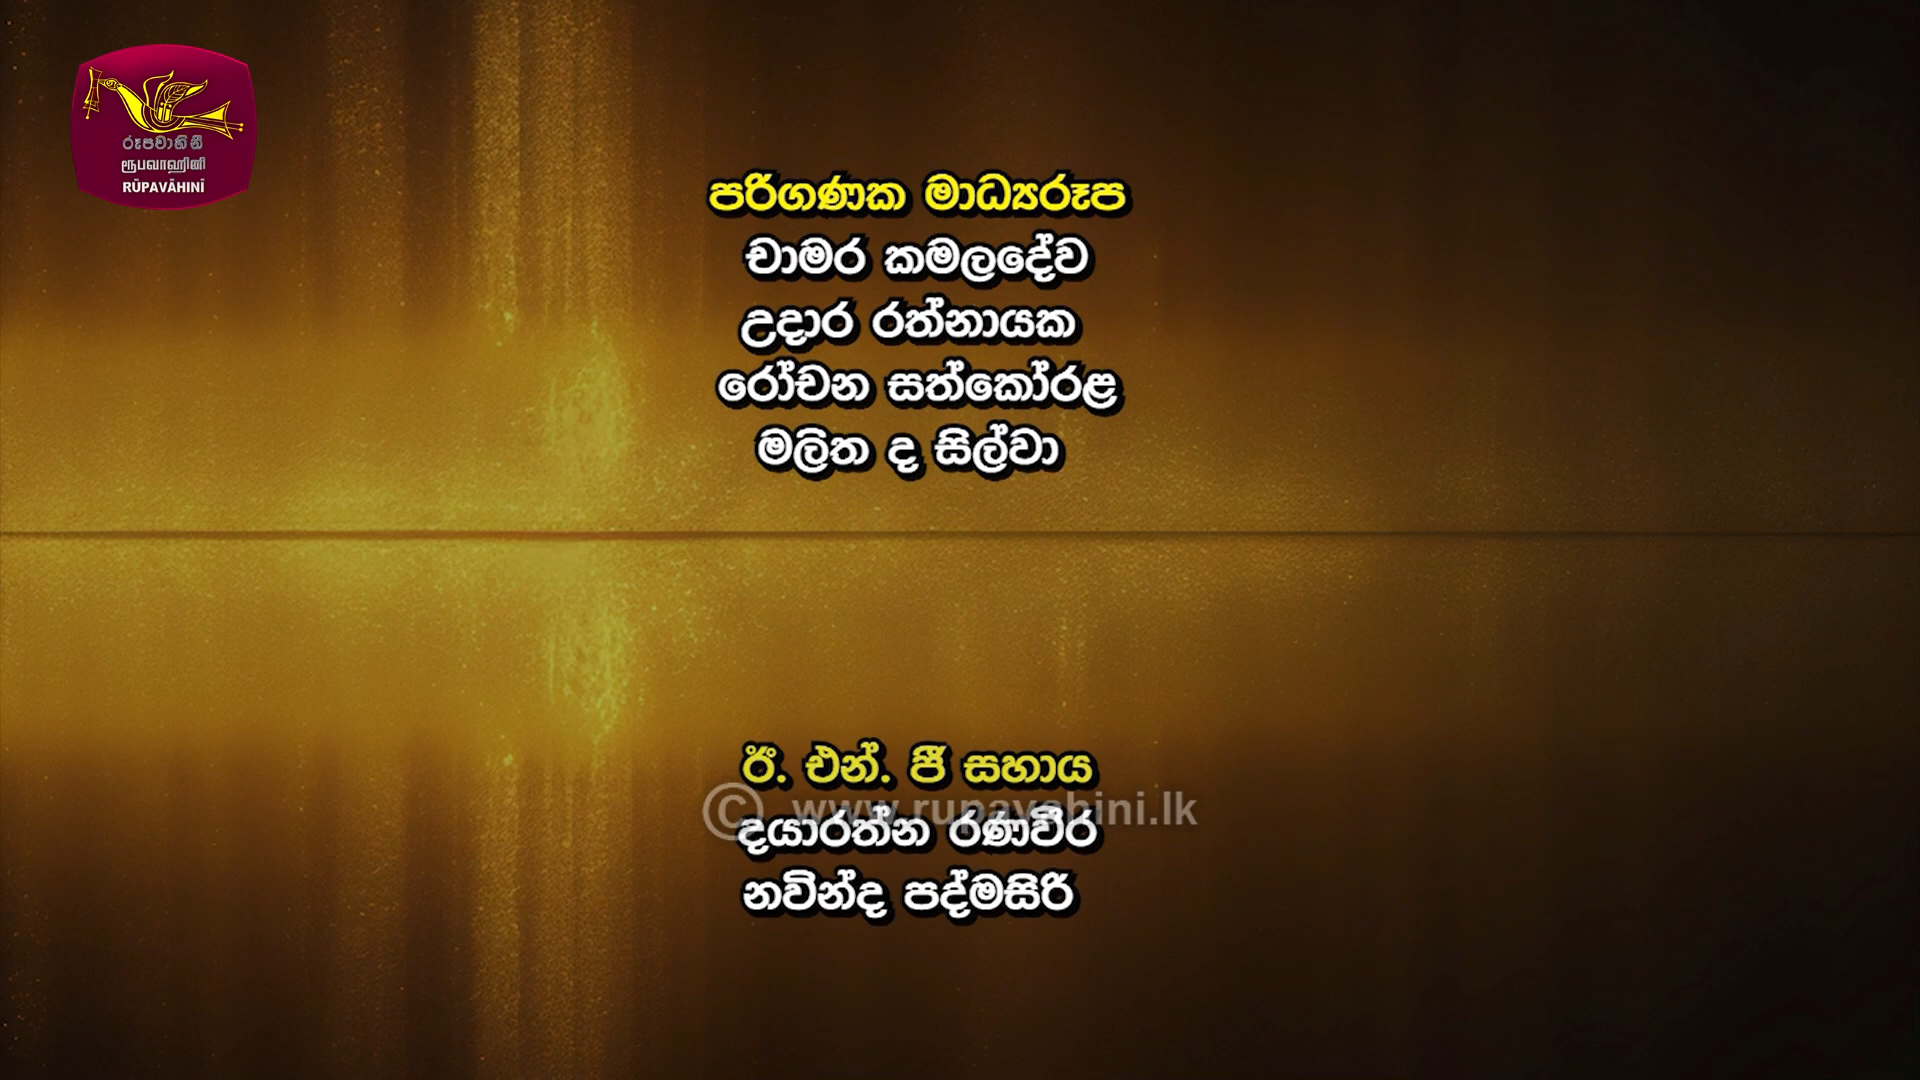 රූපවාහිනී
ரூபவாஹினி
RŪPAVĀHINĪ
පරිගණක මාධ්‍යරූප
චාමර කමලදේව
උදාර රත්නායක
රෝචන සත්කෝරළ
මලිත ද සිල්වා
ඊ. එන්. ජී සහාය
© www.rupavahini.lk
දයාරත්න රණවීර
නවින්ද පද්මසිරි